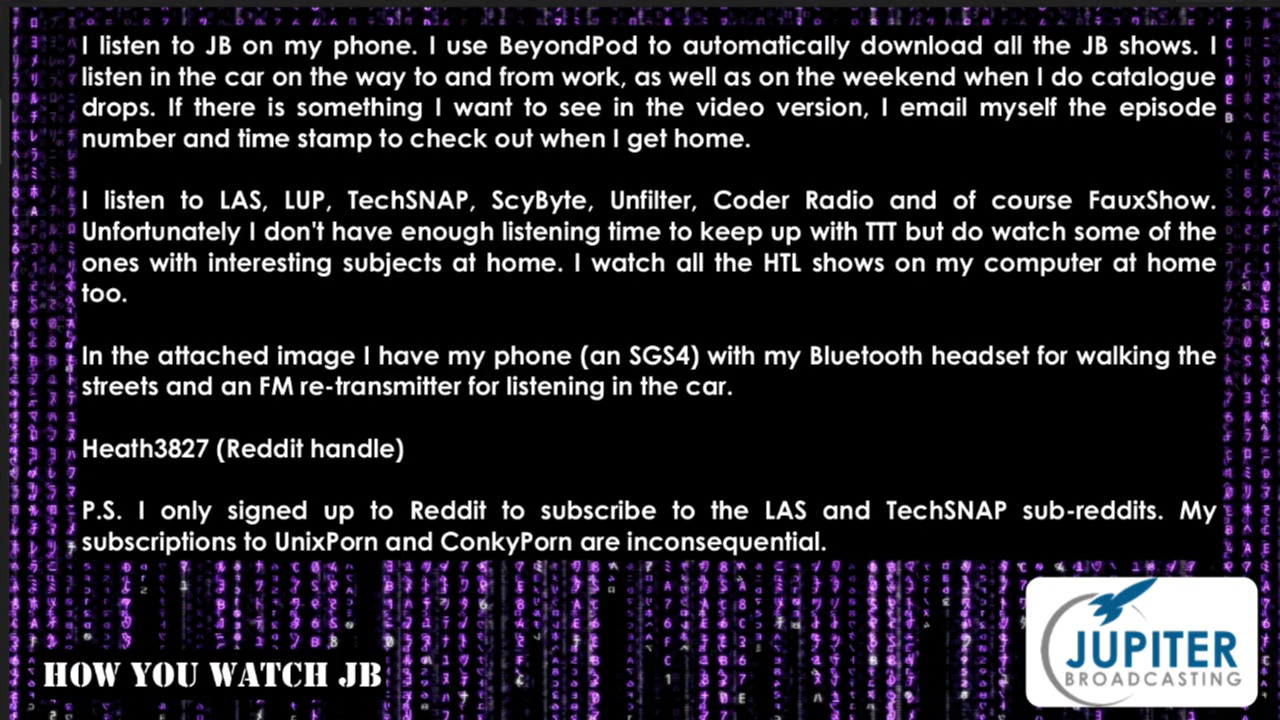 I listen to JB on my phone. I use BeyondPod to automatically download all the JB shows. I
listen in the car on the way to and from work, as well as on the weekend when I do catalogue
drops. If there is something I want to see in the video version, I email myself the episode
number and time stamp to check out when I get home.
I listen to LAS, LUP, TechSNAP, ScyByte, Unfilter, Coder Radio and of course FauxShow.
Unfortunately I don't have enough listening time to keep up with TTT but do watch some of the
ones with interesting subjects at home. I watch all the HTL shows on my computer at home
too.
In the attached image I have my phone (an SGS4) with my Bluetooth headset for walking the
streets and an FM re-transmitter for listening in the car.
Heath3827 (Reddit handle)
P.S. I only signed up to Reddit to subscribe to the LAS and TechSNAP sub-reddits. My
subscriptions to UnixPorn and ConkyPorn are inconsequential.
HOW YOU WATCH JB
JUPITER
BROADCASTING